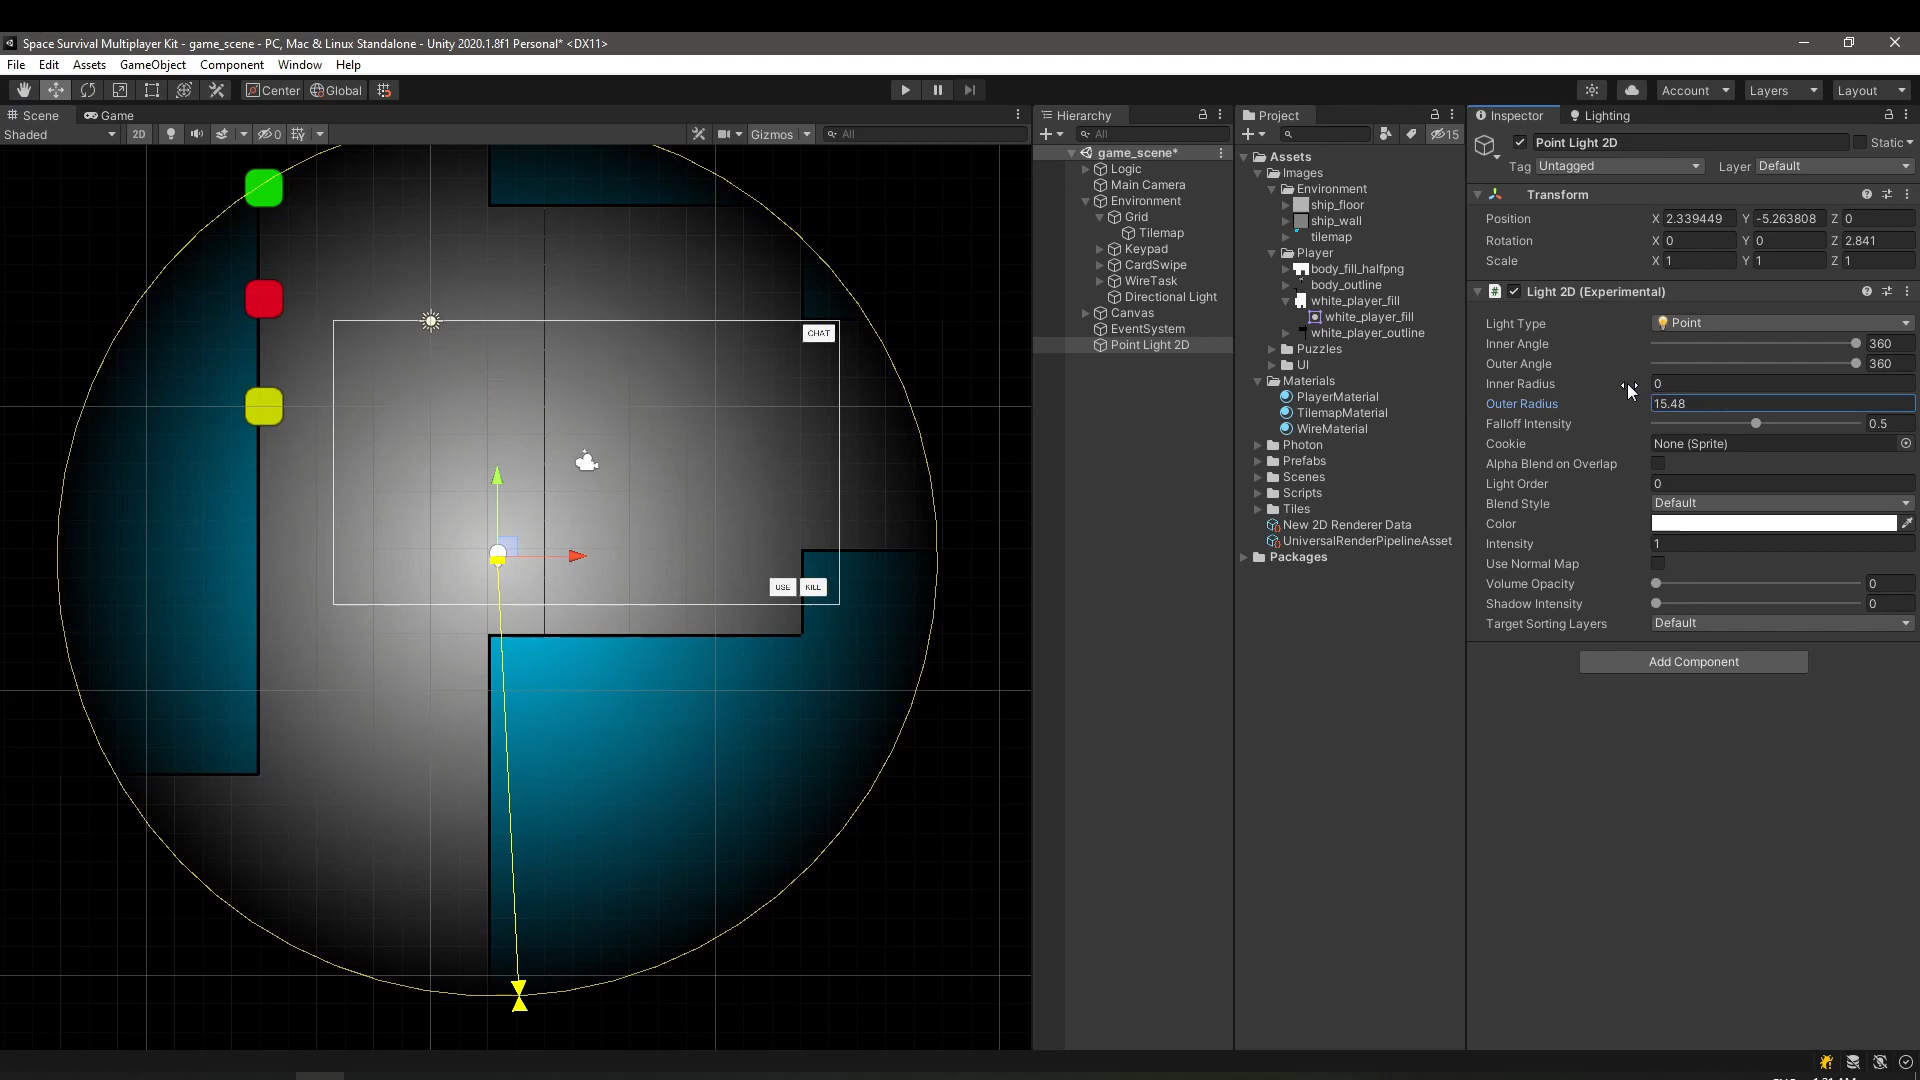 Space Survival Multiplayer Kit - game_scene - PC, Mac & Linux Standalone - Unity 2020.1.8f1 Personal* <DX11>
File Edit Assets GameObject Component Window Help
Center Global Account Layers Layout
Scene Game
Shaded 2D 0 Gizmos All
CHAT
USE KILL
Hierarchy
All
game_scene*
Logic
Main Camera
Environment
Grid
Tilemap
Keypad
CardSwipe
WireTask
Directional Light
Canvas
EventSystem
Point Light 2D
Project
15
Assets
Images
Environment
ship_floor
ship_wall
tilemap
Player
body_fill_halfpng
body_outline
white_player_fill
white_player_fill
white_player_outline
Puzzles
UI
Materials
PlayerMaterial
TilemapMaterial
WireMaterial
Photon
Prefabs
Scenes
Scripts
Tiles
New 2D Renderer Data
UniversalRenderPipelineAsset
Packages
Inspector Lighting
Point Light 2D Static
Tag Untagged Layer Default
Transform
Position X 2.339449 Y -5.263808 Z 0
Rotation X 0 Y 0 Z 2.841
Scale X 1 Y 1 Z 1
Light 2D (Experimental)
Light Type Point
Inner Angle 360
Outer Angle 360
Inner Radius 0
Outer Radius 15.48
Falloff Intensity 0.5
Cookie None (Sprite)
Alpha Blend on Overlap
Light Order 0
Blend Style Default
Color
Intensity 1
Use Normal Map
Volume Opacity 0
Shadow Intensity 0
Target Sorting Layers Default
Add Component